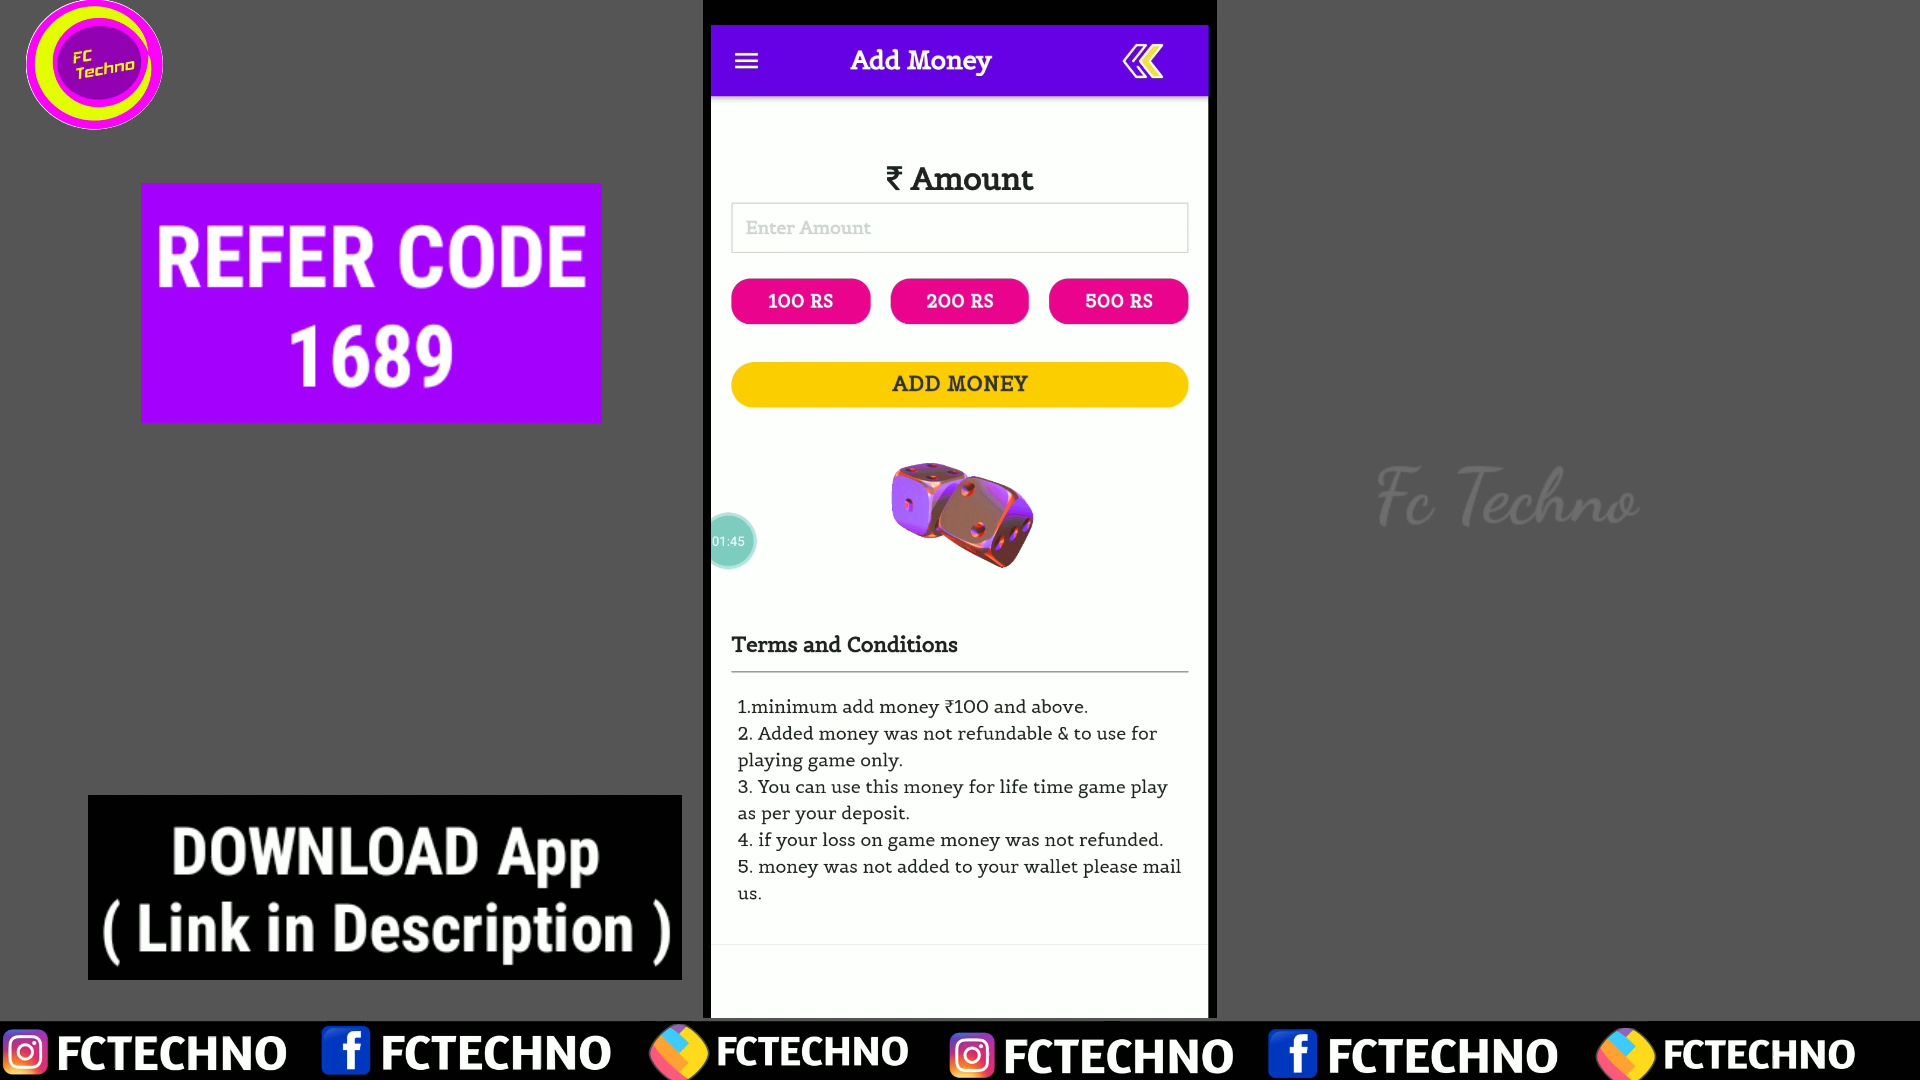 FC
Techno
REFER CODE
1689
DOWNLOAD App
( Link in Description )
Add Money
₹ Amount
Enter Amount
100 RS
200 RS
500 RS
ADD MONEY
01:45
Terms and Conditions
1.minimum add money ₹100 and above.
2. Added money was not refundable & to use for
playing game only.
3. You can use this money for life time game play
as per your deposit.
4. if your loss on game money was not refunded.
5. money was not added to your wallet please mail
us.
Fc Techno
FCTECHNO
FCTECHNO
FCTECHNO
FCTECHNO
FCTECHNO
FCTECHNO